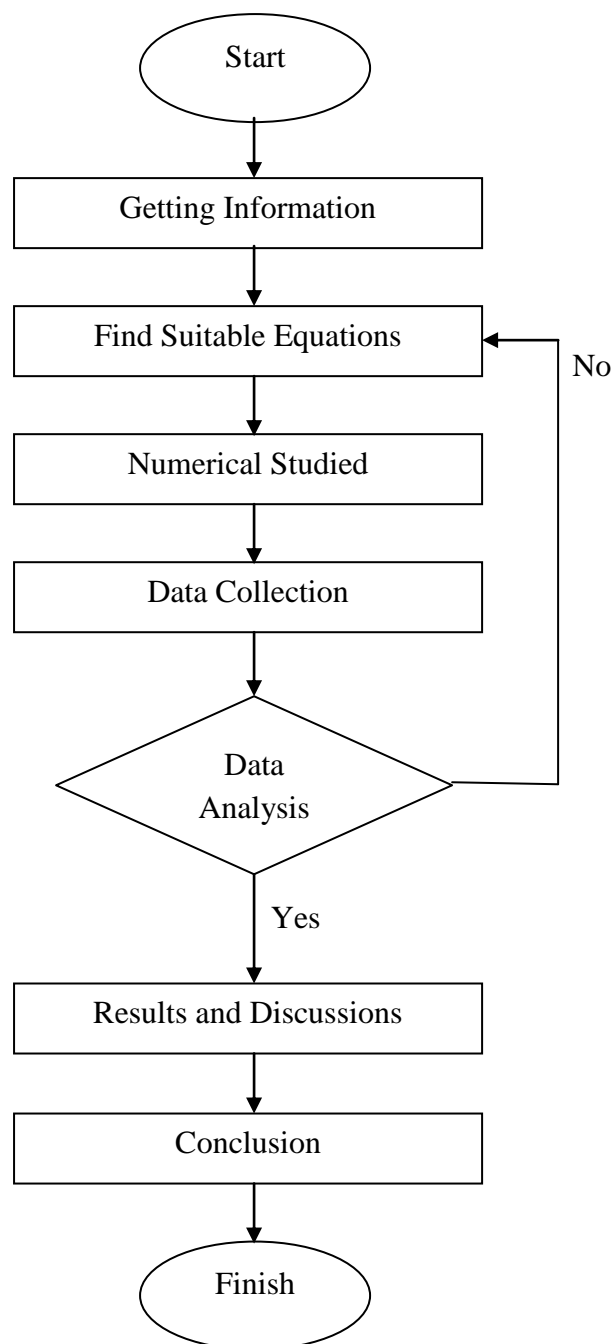 Start
Getting Information
Find Suitable Equations
No
Numerical Studied
Data Collection
Data
Analysis
Yes
Results and Discussions
Conclusion
Finish